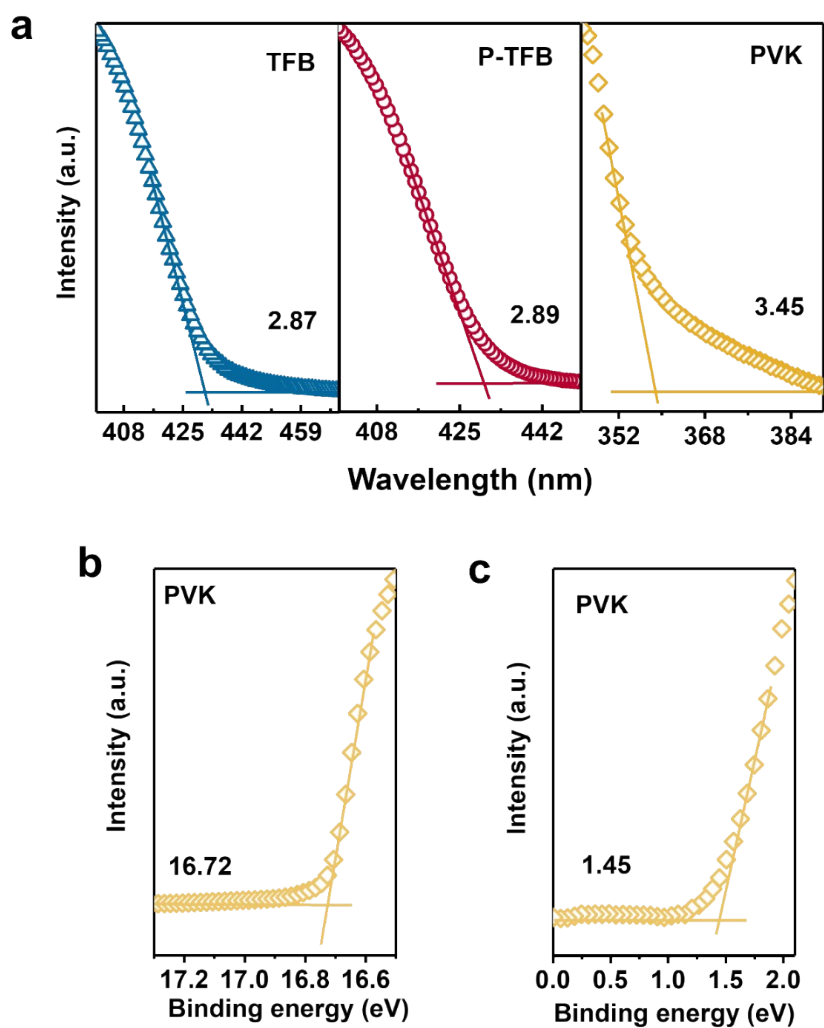 a
TFB
P-TFB
PVK
Intensity (a.u.)
2.87
2.89
3.45
408 425 442 459
408 425 442
352 368 384
Wavelength (nm)
b
PVK
Intensity (a.u.)
16.72
17.2 17.0 16.8 16.6
Binding energy (eV)
c
PVK
Intensity (a.u.)
1.45
0.0 0.5 1.0 1.5 2.0
Binding energy (eV)